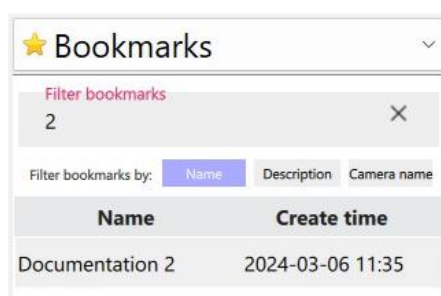 Bookmarks
Filter bookmarks
2
Filter bookmarks by: Name Description Camera name
Name Create time
Documentation 2 2024-03-06 11:35